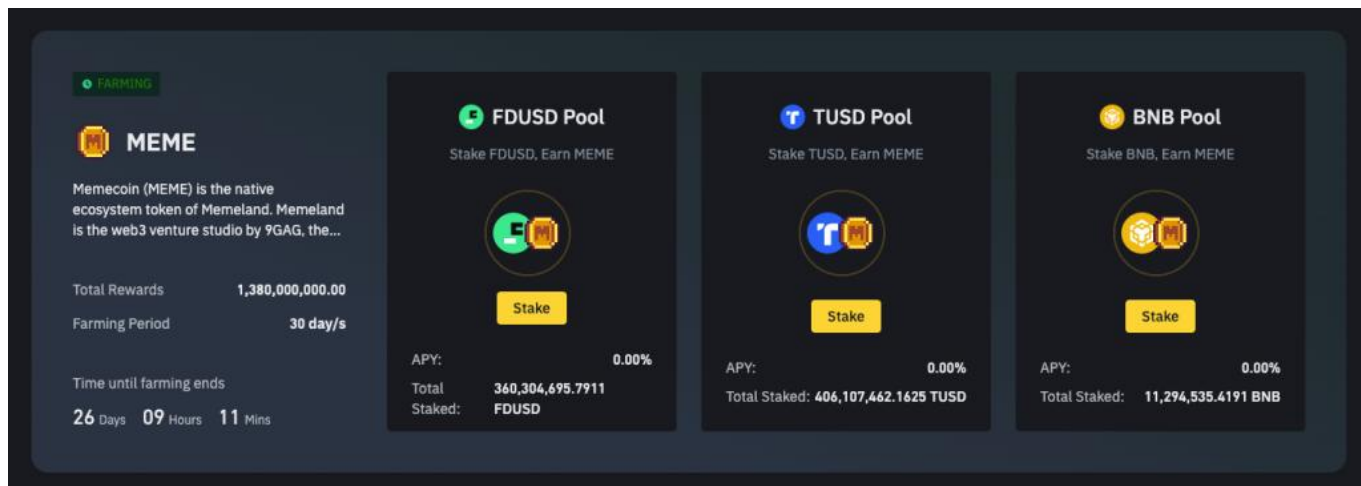 FARMING
MEME
Memecoin (MEME) is the native
ecosystem token of Memeland. Memeland
is the web3 venture studio by 9GAG, the...
Total Rewards 1,380,000,000.00
Farming Period 30 day/s
Time until farming ends
26 Days 09 Hours 11 Mins
FDUSD Pool
Stake FDUSD, Earn MEME
Stake
APY: 0.00%
Total 360,304,695.7911
Staked: FDUSD
TUSD Pool
Stake TUSD, Earn MEME
Stake
APY: 0.00%
Total Staked: 406,107,462.1625 TUSD
BNB Pool
Stake BNB, Earn MEME
Stake
APY: 0.00%
Total Staked: 11,294,535.4191 BNB